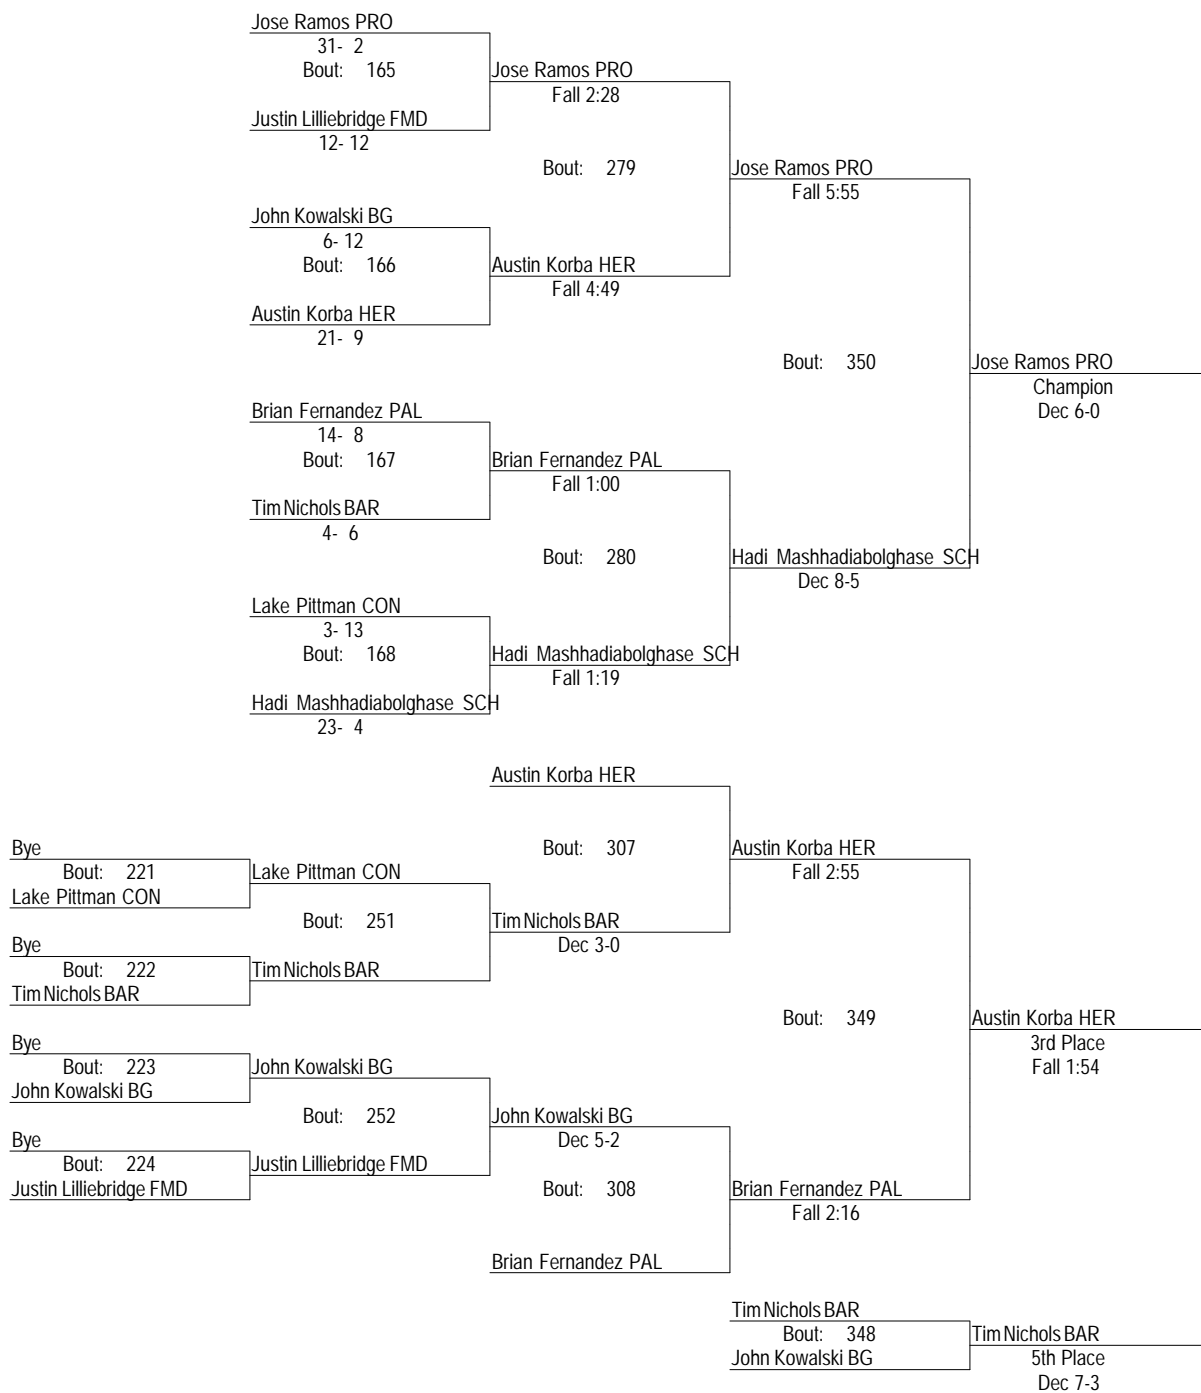 Jose Ramos PRO
31- 2
Bout: 165
Jose Ramos PRO
Fall 2:28
Justin Lilliebridge FMD
12- 12
Bout: 279
Jose Ramos PRO
Fall 5:55
John Kowalski BG
6- 12
Bout: 166
Austin Korba HER
Fall 4:49
Austin Korba HER
21- 9
Bout: 350
Jose Ramos PRO
Champion
Dec 6-0
Brian Fernandez PAL
14- 8
Bout: 167
Brian Fernandez PAL
Fall 1:00
Tim Nichols BAR
4- 6
Bout: 280
Hadi Mashhadiabolghase SCH
Dec 8-5
Lake Pittman CON
3- 13
Bout: 168
Hadi Mashhadiabolghase SCH
Fall 1:19
Hadi Mashhadiabolghase SCH
23- 4
Austin Korba HER
Bye
Bout: 221
Lake Pittman CON
Lake Pittman CON
Bout: 307
Austin Korba HER
Fall 2:55
Bout: 251
Tim Nichols BAR
Dec 3-0
Bye
Bout: 222
Tim Nichols BAR
Tim Nichols BAR
Bout: 349
Austin Korba HER
3rd Place
Fall 1:54
Bye
Bout: 223
John Kowalski BG
John Kowalski BG
Bout: 252
John Kowalski BG
Dec 5-2
Bye
Bout: 224
Justin Lilliebridge FMD
Justin Lilliebridge FMD
Bout: 308
Brian Fernandez PAL
Fall 2:16
Brian Fernandez PAL
Tim Nichols BAR
Bout: 348
John Kowalski BG
Tim Nichols BAR
5th Place
Dec 7-3